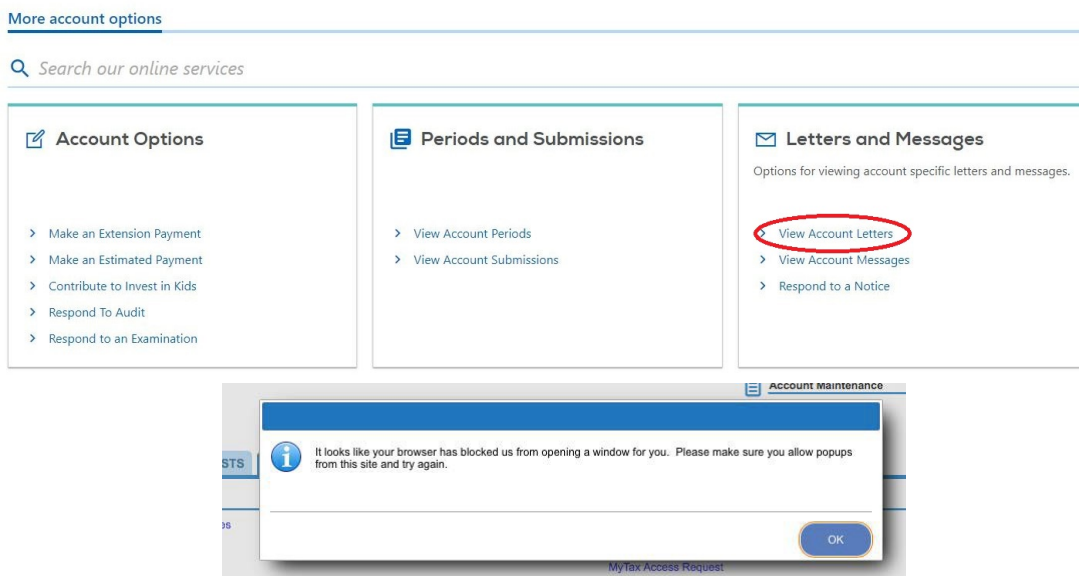 More account options
Search our online services
Account Options
Make an Extension Payment
Make an Estimated Payment
Contribute to Invest in Kids
Respond To Audit
Respond to an Examination
Periods and Submissions
View Account Periods
View Account Submissions
Letters and Messages
Options for viewing account specific letters and messages.
View Account Letters
View Account Messages
Respond to a Notice
Account Maintenance
STS
It looks like your browser has blocked us from opening a window for you. Please make sure you allow popups
from this site and try again.
OK
MyTax Access Request